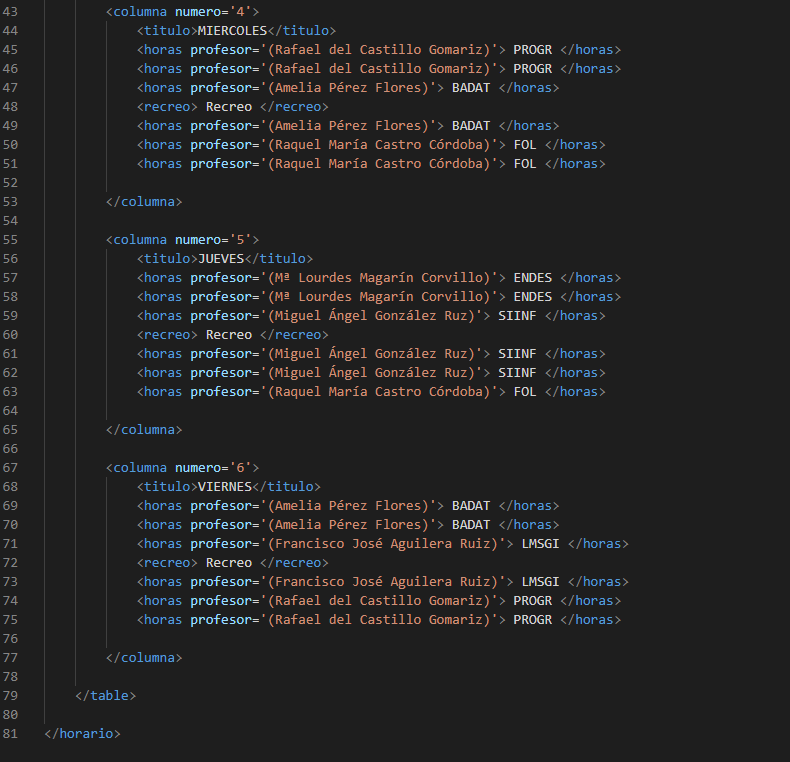 43 <columna numero='4'>
44 <titulo>MIERCOLES</titulo>
45 <horas profesor='(Rafael del Castillo Gomariz)'> PROGR </horas>
46 <horas profesor='(Rafael del Castillo Gomariz)'> PROGR </horas>
47 <horas profesor='(Amelia Pérez Flores)'> BADAT </horas>
48 <recreo> Recreo </recreo>
49 <horas profesor='(Amelia Pérez Flores)'> BADAT </horas>
50 <horas profesor='(Raquel María Castro Córdoba)'> FOL </horas>
51 <horas profesor='(Raquel María Castro Córdoba)'> FOL </horas>
52
53 </columna>
54
55 <columna numero='5'>
56 <titulo>JUEVES</titulo>
57 <horas profesor='(Mª Lourdes Magarín Corvillo)'> ENDES </horas>
58 <horas profesor='(Mª Lourdes Magarín Corvillo)'> ENDES </horas>
59 <horas profesor='(Miguel Ángel González Ruz)'> SIINF </horas>
60 <recreo> Recreo </recreo>
61 <horas profesor='(Miguel Ángel González Ruz)'> SIINF </horas>
62 <horas profesor='(Miguel Ángel González Ruz)'> SIINF </horas>
63 <horas profesor='(Raquel María Castro Córdoba)'> FOL </horas>
64
65 </columna>
66
67 <columna numero='6'>
68 <titulo>VIERNES</titulo>
69 <horas profesor='(Amelia Pérez Flores)'> BADAT </horas>
70 <horas profesor='(Amelia Pérez Flores)'> BADAT </horas>
71 <horas profesor='(Francisco José Aguilera Ruiz)'> LMSGI </horas>
72 <recreo> Recreo </recreo>
73 <horas profesor='(Francisco José Aguilera Ruiz)'> LMSGI </horas>
74 <horas profesor='(Rafael del Castillo Gomariz)'> PROGR </horas>
75 <horas profesor='(Rafael del Castillo Gomariz)'> PROGR </horas>
76
77 </columna>
78
79 </table>
80
81 </horario>